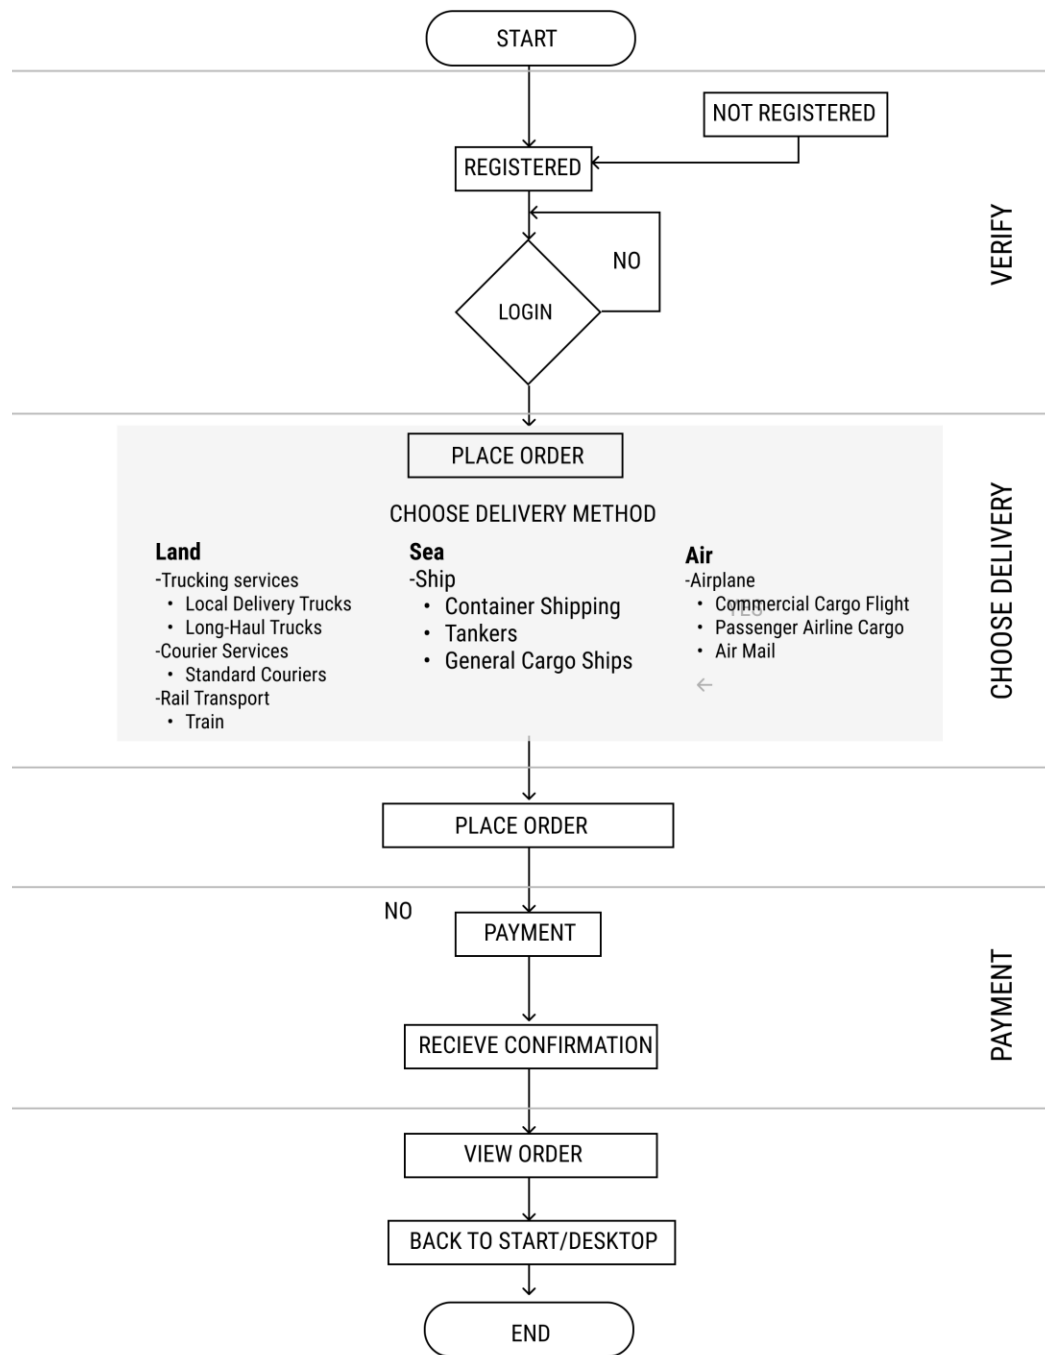 START
NOT REGISTERED
REGISTERED
NO
LOGIN
VERIFY
PLACE ORDER
CHOOSE DELIVERY METHOD
Land
-Trucking services
• Local Delivery Trucks
• Long-Haul Trucks
-Courier Services
• Standard Couriers
-Rail Transport
• Train
Sea
-Ship
• Container Shipping
• Tankers
• General Cargo Ships
Air
-Airplane
• Commercial Cargo Flight
YES
• Passenger Airline Cargo
• Air Mail
CHOOSE DELIVERY
PLACE ORDER
NO
PAYMENT
RECIEVE CONFIRMATION
PAYMENT
VIEW ORDER
BACK TO START/DESKTOP
END